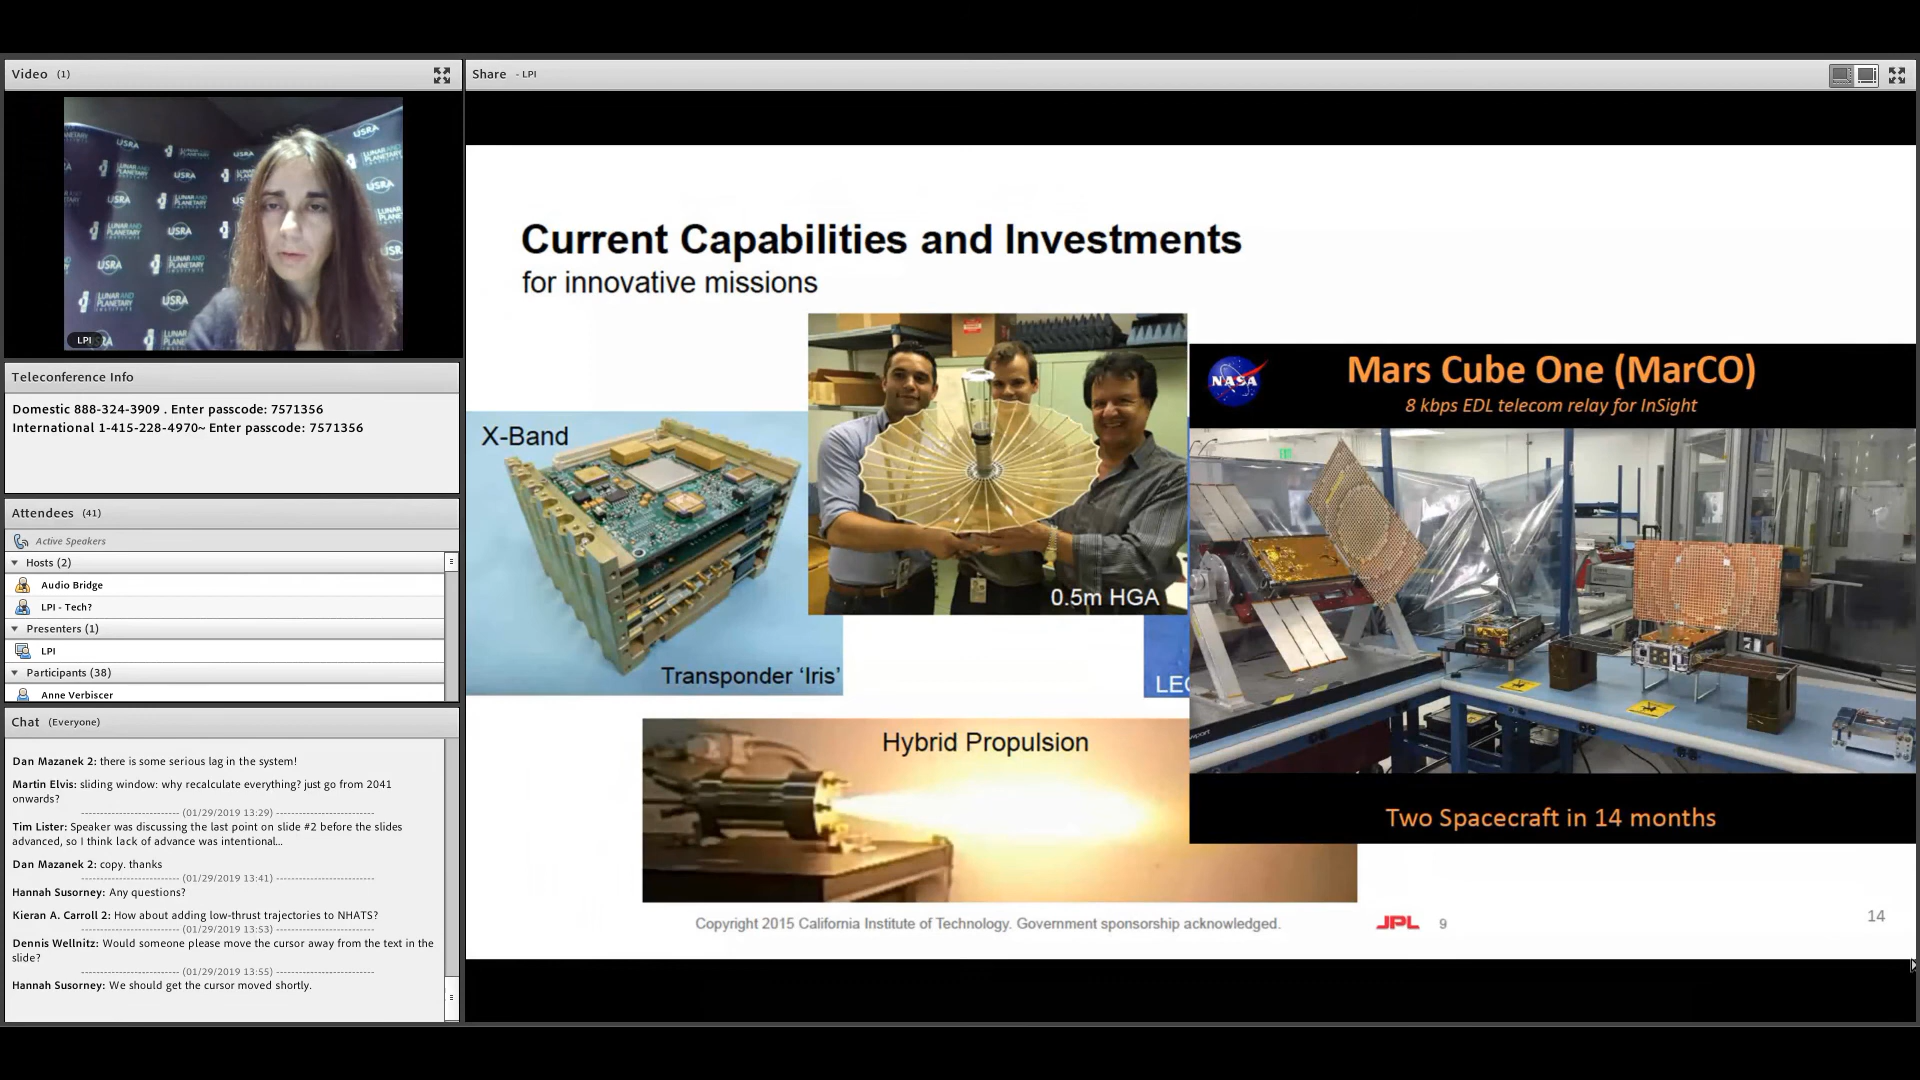 Video (1)
USRA
LUNAR AND PLANETARY INSTITUTE
USRA
LPI
Teleconference Info
Domestic 888-324-3909 . Enter passcode: 7571356
International 1-415-228-4970~ Enter passcode: 7571356
Attendees (41)
Active Speakers
Hosts (2)
Audio Bridge
LPI - Tech?
Presenters (1)
LPI
Participants (38)
Anne Verbiscer
Chat (Everyone)
Dan Mazanek 2: there is some serious lag in the system!
Martin Elvis: sliding window: why recalculate everything? just go from 2041
onwards?
------------------------ (01/29/2019 13:29) ------------------------
Tim Lister: Speaker was discussing the last point on slide #2 before the slides
advanced, so I think lack of advance was intentional...
Dan Mazanek 2: copy. thanks
------------------------ (01/29/2019 13:41) ------------------------
Hannah Susorney: Any questions?
Kieran A. Carroll 2: How about adding low-thrust trajectories to NHATS?
------------------------ (01/29/2019 13:53) ------------------------
Dennis Wellnitz: Would someone please move the cursor away from the text in the
slide?
------------------------ (01/29/2019 13:55) ------------------------
Hannah Susorney: We should get the cursor moved shortly.
Share - LPI
Current Capabilities and Investments
for innovative missions
X-Band
Transponder ‘Iris’
0.5m HGA
Hybrid Propulsion
NASA
Mars Cube One (MarCO)
8 kbps EDL telecom relay for InSight
Two Spacecraft in 14 months
Copyright 2015 California Institute of Technology. Government sponsorship acknowledged.
JPL
9
14